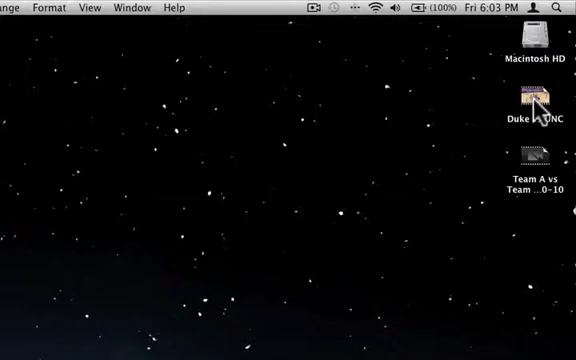 ange Format View Window Help (100%) Fri 6:03 PM
Macintosh HD
Duke UNC
Team A vs
Team ...0-10